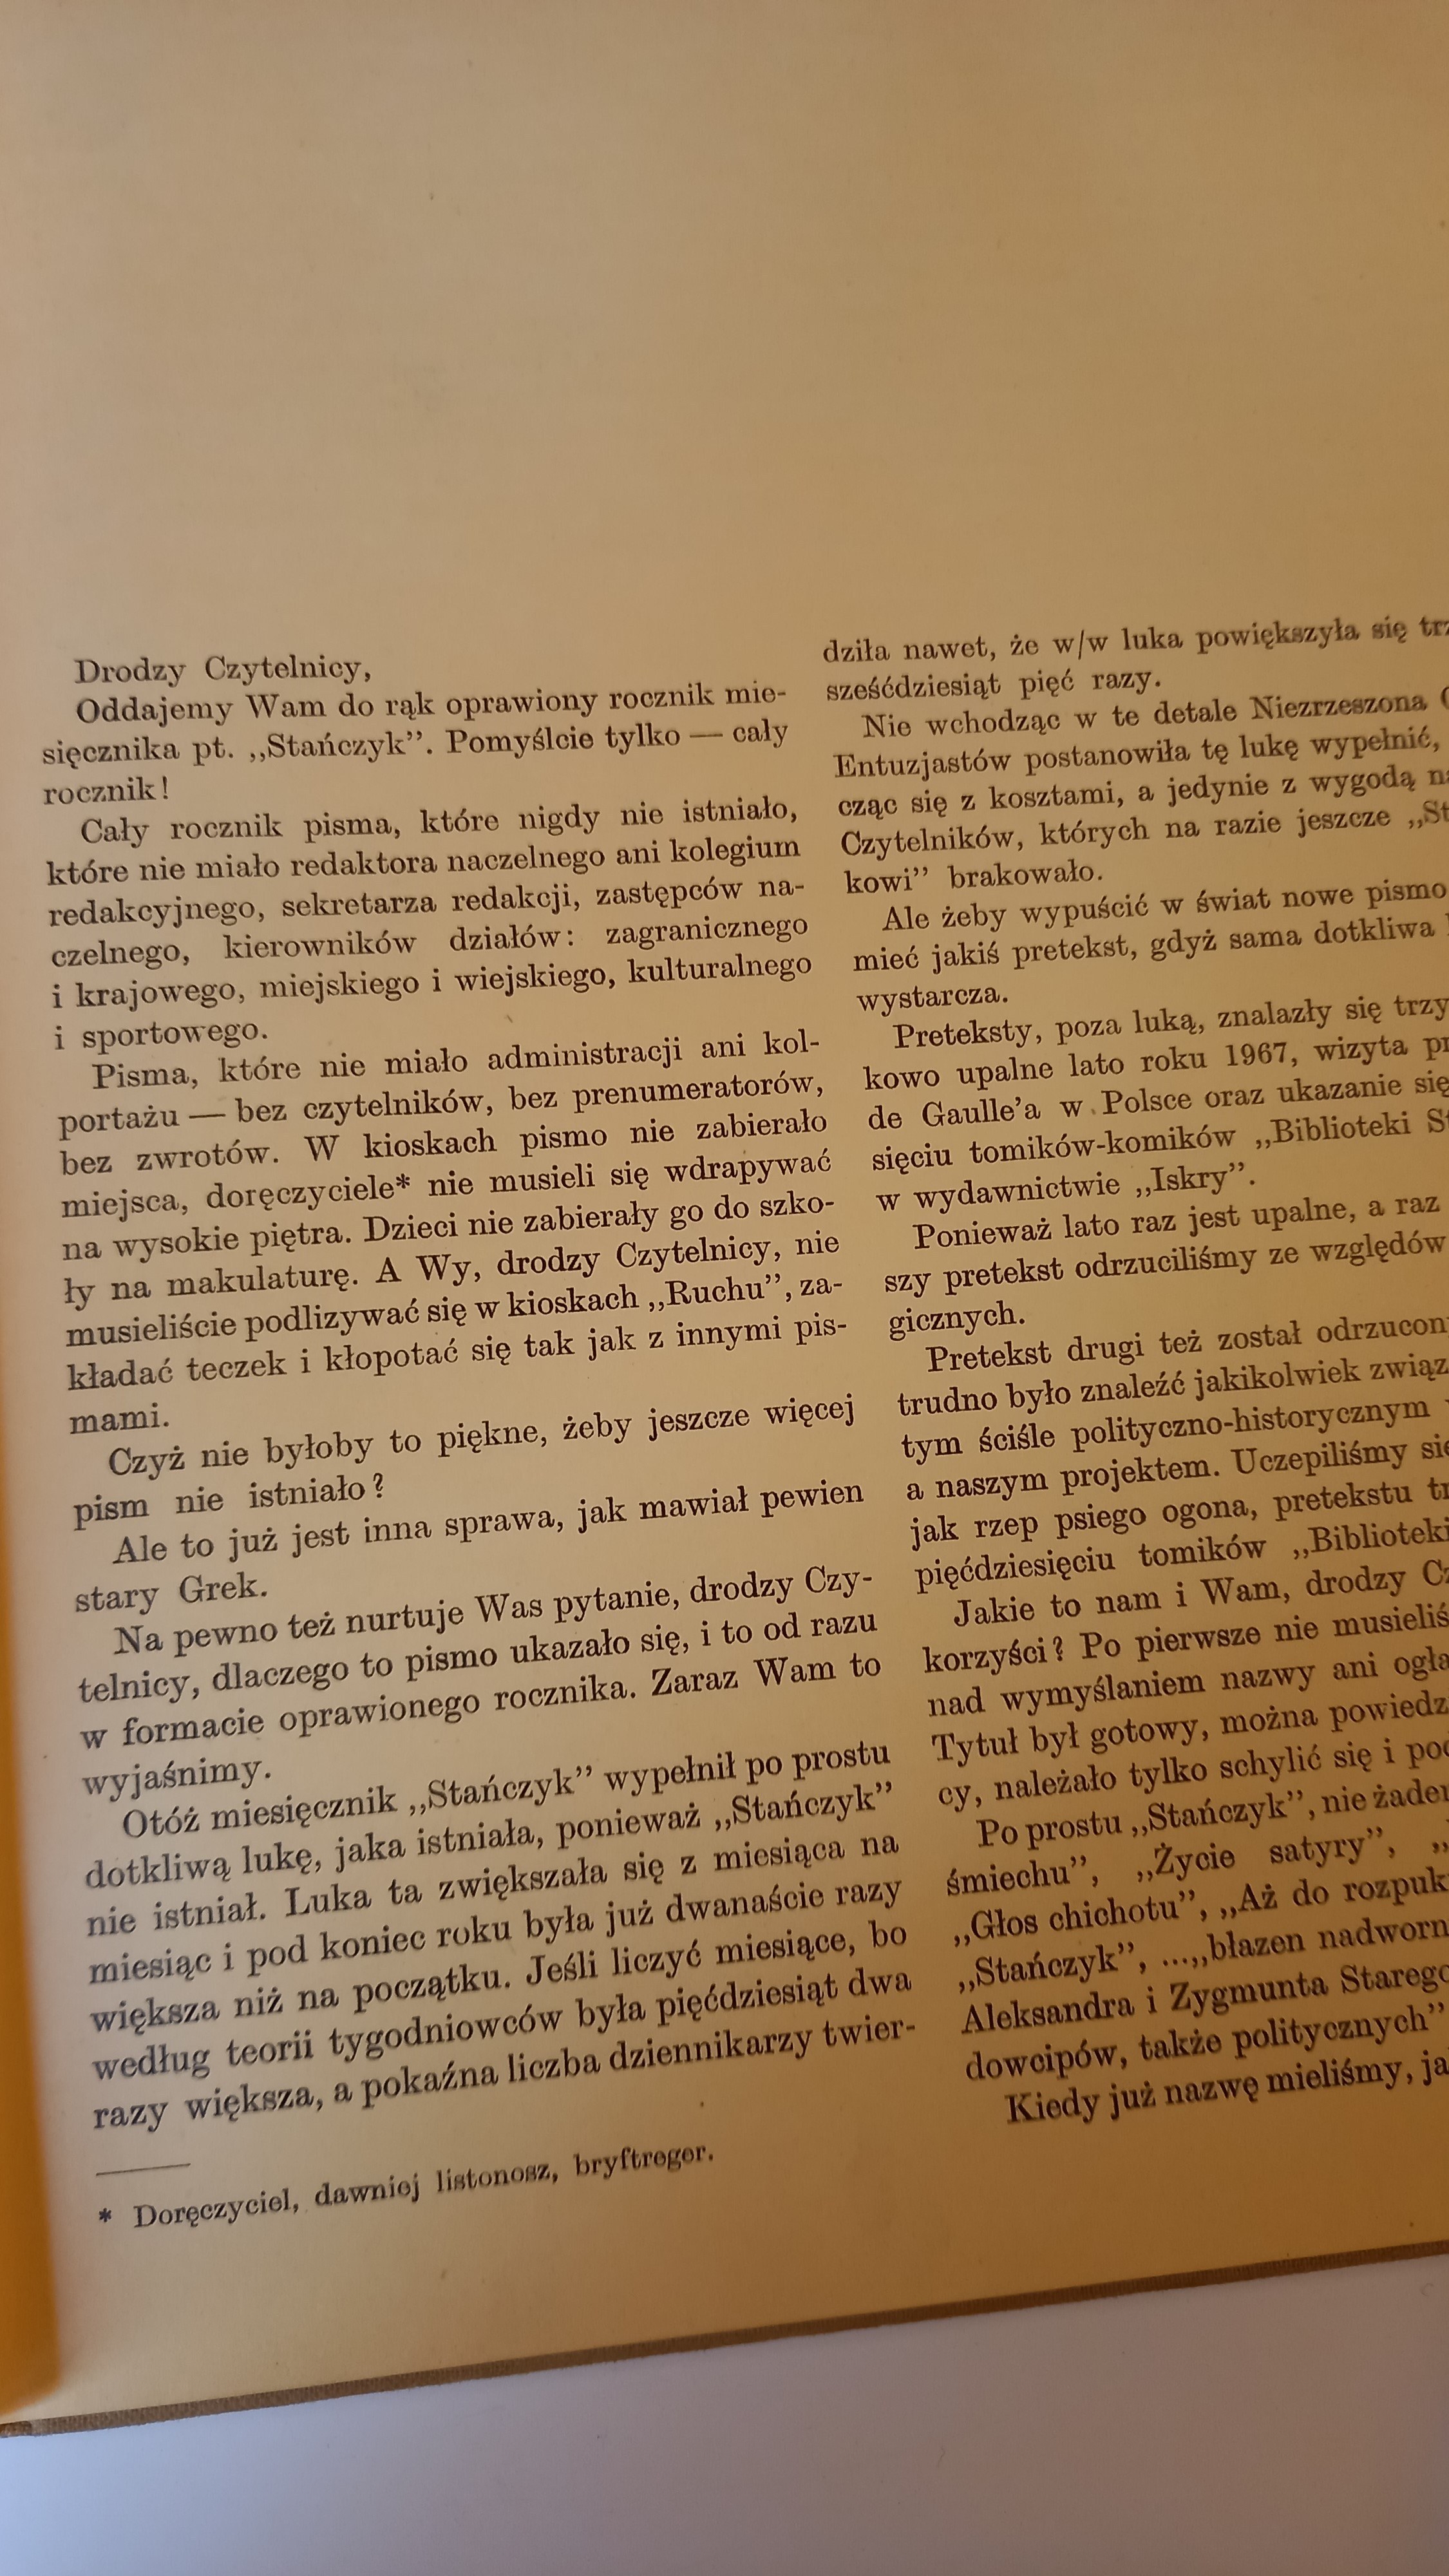 Drodzy Czytelnicy,
Oddajemy Wam do rąk oprawiony rocznik mie-
sięcznika pt. „Stańczyk”. Pomyślcie tylko — cały
rocznik!
Cały rocznik pisma, które nigdy nie istniało,
które nie miało redaktora naczelnego ani kolegium
redakcyjnego, sekretarza redakcji, zastępców na-
czelnego, kierowników działów: zagranicznego
i krajowego, miejskiego i wiejskiego, kulturalnego
i sportowego.
Pisma, które nie miało administracji ani kol-
portażu — bez czytelników, bez prenumeratorów,
bez zwrotów. W kioskach pismo nie zabierało
miejsca, doręczyciele* nie musieli się wdrapywać
na wysokie piętra. Dzieci nie zabierały go do szko-
ły na makulaturę. A Wy, drodzy Czytelnicy, nie
musieliście podlizywać się w kioskach „Ruchu”, za-
kładać teczek i kłopotać się tak jak z innymi pis-
mami.
Czyż nie byłoby to piękne, żeby jeszcze więcej
pism nie istniało?
Ale to już jest inna sprawa, jak mawiał pewien
stary Grek.
Na pewno też nurtuje Was pytanie, drodzy Czy-
telnicy, dlaczego to pismo ukazało się, i to od razu
w formacie oprawionego rocznika. Zaraz Wam to
wyjaśnimy.
Otóż miesięcznik „Stańczyk” wypełnił po prostu
dotkliwą lukę, jaka istniała, ponieważ „Stańczyk”
nie istniał. Luka ta zwiększała się z miesiąca na
miesiąc i pod koniec roku była już dwanaście razy
większa niż na początku. Jeśli liczyć miesiące, bo
według teorii tygodniowców była pięćdziesiąt dwa
razy większa, a pokaźna liczba dziennikarzy twier-
* Doręczyciel, dawniej listonosz, bryftreger.
dziła nawet, że w/w luka powiększyła się trz
sześćdziesiąt pięć razy.
Nie wchodząc w te detale Niezrzeszona
Entuzjastów postanowiła tę lukę wypełnić,
cząc się z kosztami, a jedynie z wygodą na
Czytelników, których na razie jeszcze „St
kowi” brakowało.
Ale żeby wypuścić w świat nowe pismo
mieć jakiś pretekst, gdyż sama dotkliwa
wystarcza.
Preteksty, poza luką, znalazły się trzy
kowo upalne lato roku 1967, wizyta pr
de Gaulle’a w Polsce oraz ukazanie się
sięciu tomików-komików „Biblioteki S
w wydawnictwie „Iskry”.
Ponieważ lato raz jest upalne, a raz
szy pretekst odrzuciliśmy ze względów
gicznych.
Pretekst drugi też został odrzucon
trudno było znaleźć jakikolwiek związ
tym ściśle polityczno-historycznym
a naszym projektem. Uczepiliśmy się
jak rzep psiego ogona, pretekstu tr
pięćdziesięciu tomików „Biblioteki
Jakie to nam i Wam, drodzy Cz
korzyści? Po pierwsze nie musieliś
nad wymyślaniem nazwy ani ogła
Tytuł był gotowy, można powiedz
cy, należało tylko schylić się i pod
Po prostu „Stańczyk”, nie żaden
śmiechu”, „Życie satyry”,
„Głos chichotu”, „Aż do rozpuk
„Stańczyk”, ...„błazen nadworn
Aleksandra i Zygmunta Starego
dowcipów, także politycznych”
Kiedy już nazwę mieliśmy, ja